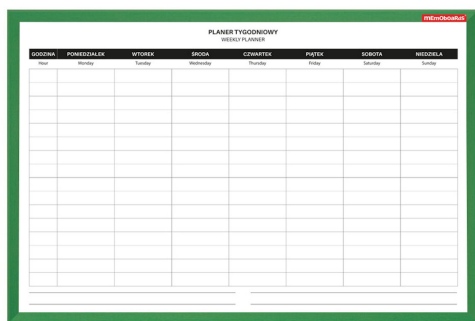 mEmoboaRds
PLANER TYGODNIOWY
WEEKLY PLANNER
GODZINA PONIEDZIAŁEK WTOREK ŚRODA CZWARTEK PIĄTEK SOBOTA NIEDZIELA
Hour Monday Tuesday Wednesday Thursday Friday Saturday Sunday